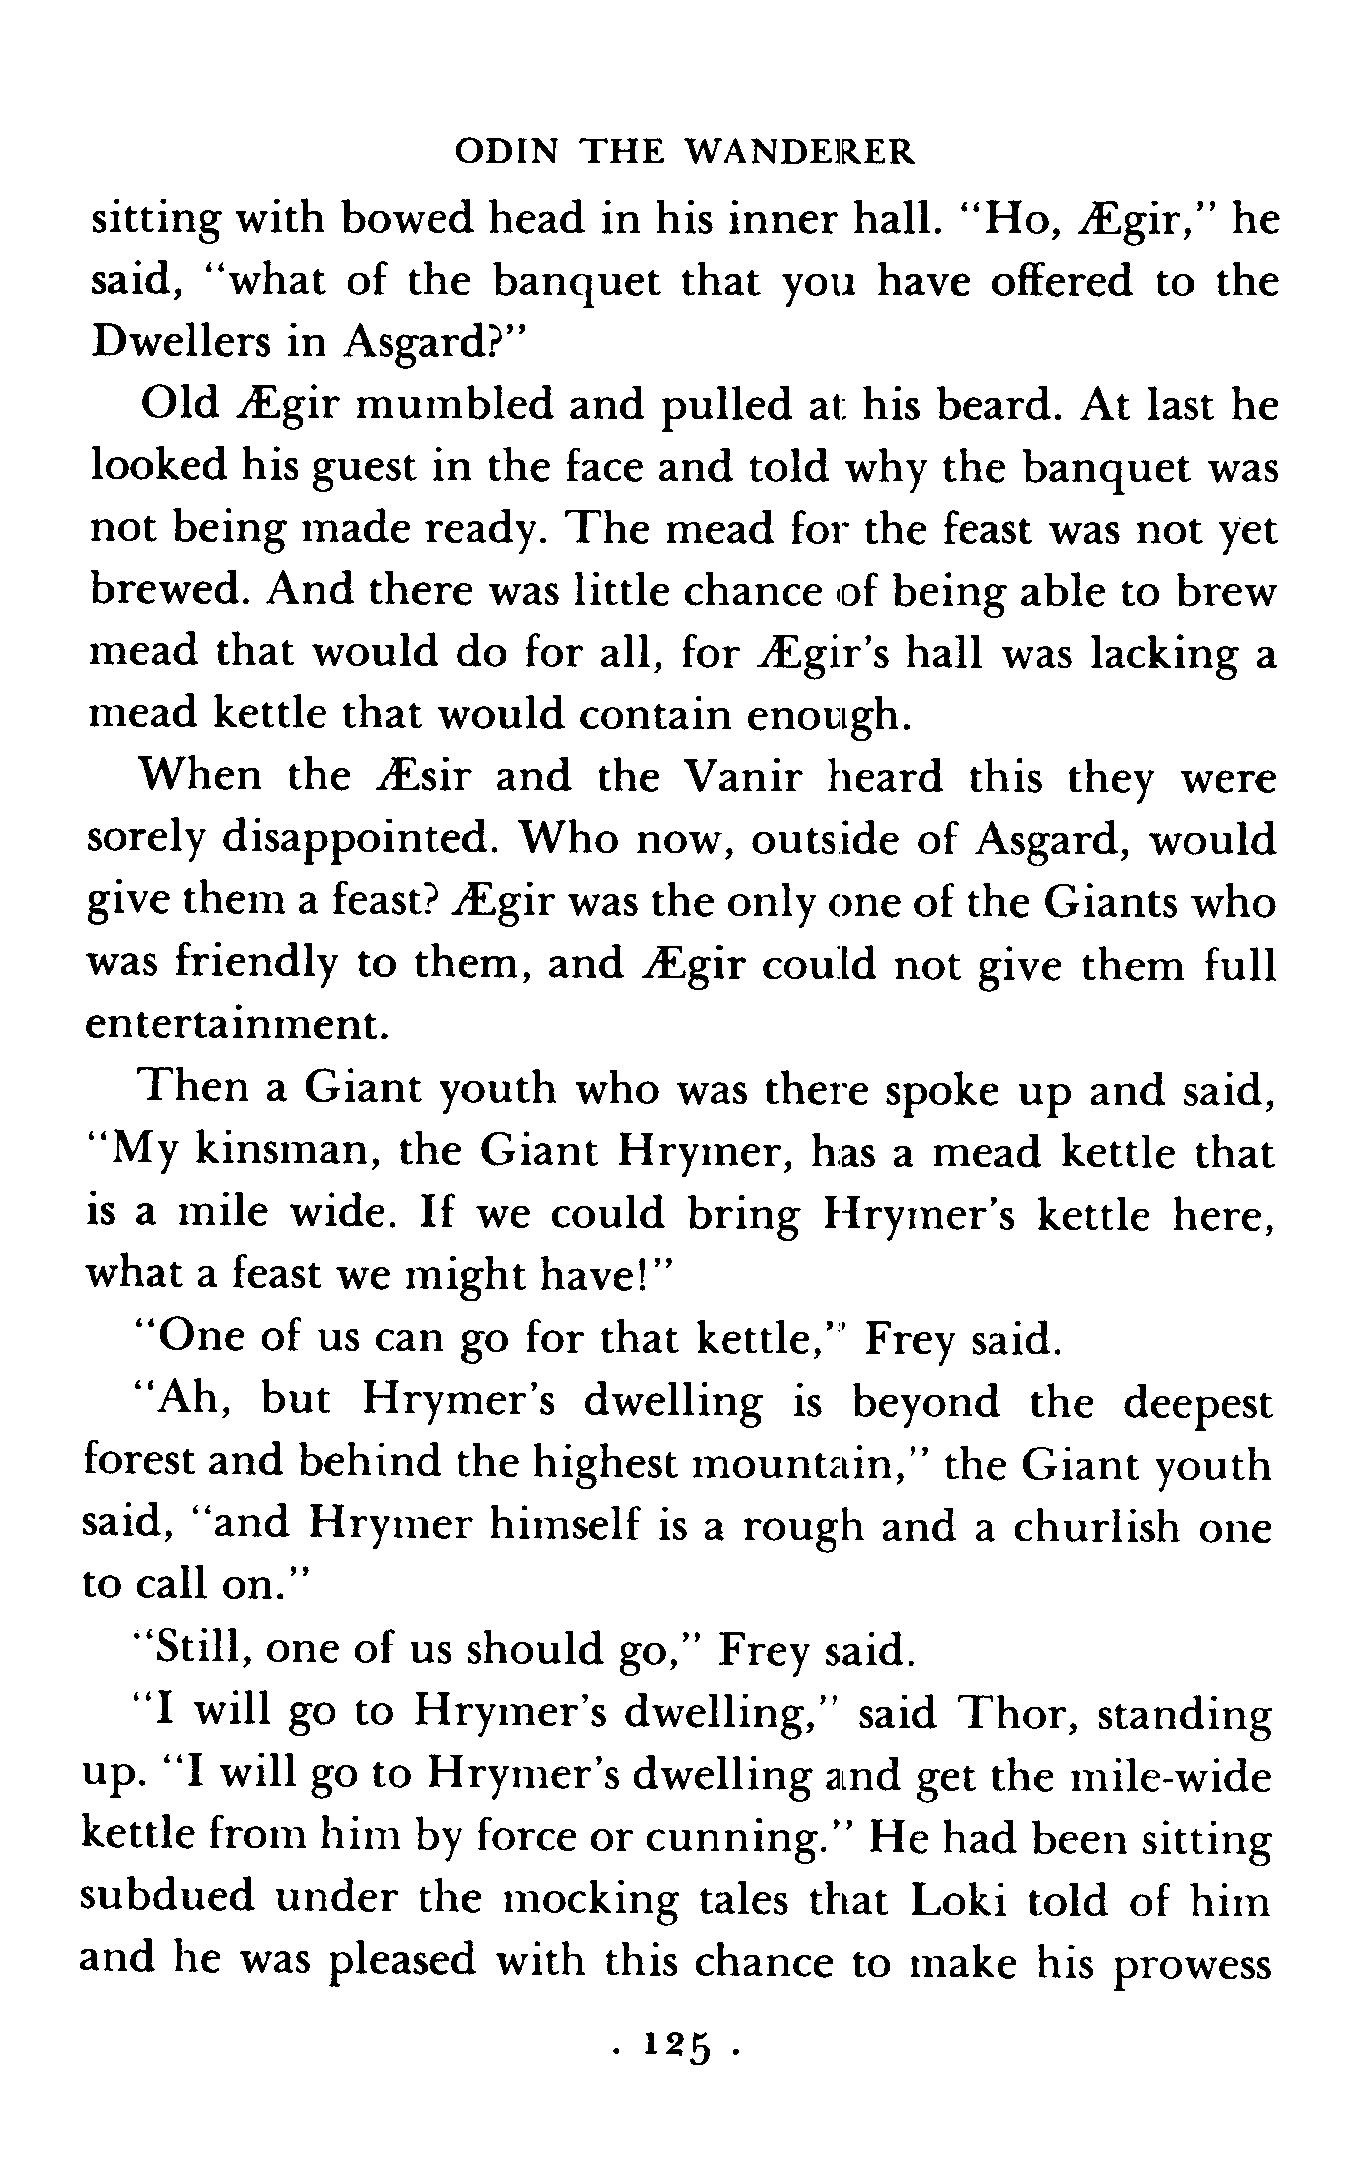 ODIN THE WANDERER
sitting with bowed head in his inner hall. “Ho, Ægir,” he
said, “what of the banquet that you have offered to the
Dwellers in Asgard?”
Old Ægir mumbled and pulled at his beard. At last he
looked his guest in the face and told why the banquet was
not being made ready. The mead for the feast was not yet
brewed. And there was little chance of being able to brew
mead that would do for all, for Ægir’s hall was lacking a
mead kettle that would contain enough.
When the Æsir and the Vanir heard this they were
sorely disappointed. Who now, outside of Asgard, would
give them a feast? Ægir was the only one of the Giants who
was friendly to them, and Ægir could not give them full
entertainment.
Then a Giant youth who was there spoke up and said,
“My kinsman, the Giant Hrymer, has a mead kettle that
is a mile wide. If we could bring Hrymer’s kettle here,
what a feast we might have!”
“One of us can go for that kettle,” Frey said.
“Ah, but Hrymer’s dwelling is beyond the deepest
forest and behind the highest mountain,” the Giant youth
said, “and Hrymer himself is a rough and a churlish one
to call on.”
“Still, one of us should go,” Frey said.
“I will go to Hrymer’s dwelling,” said Thor, standing
up. “I will go to Hrymer’s dwelling and get the mile-wide
kettle from him by force or cunning.” He had been sitting
subdued under the mocking tales that Loki told of him
and he was pleased with this chance to make his prowess
· 125 ·